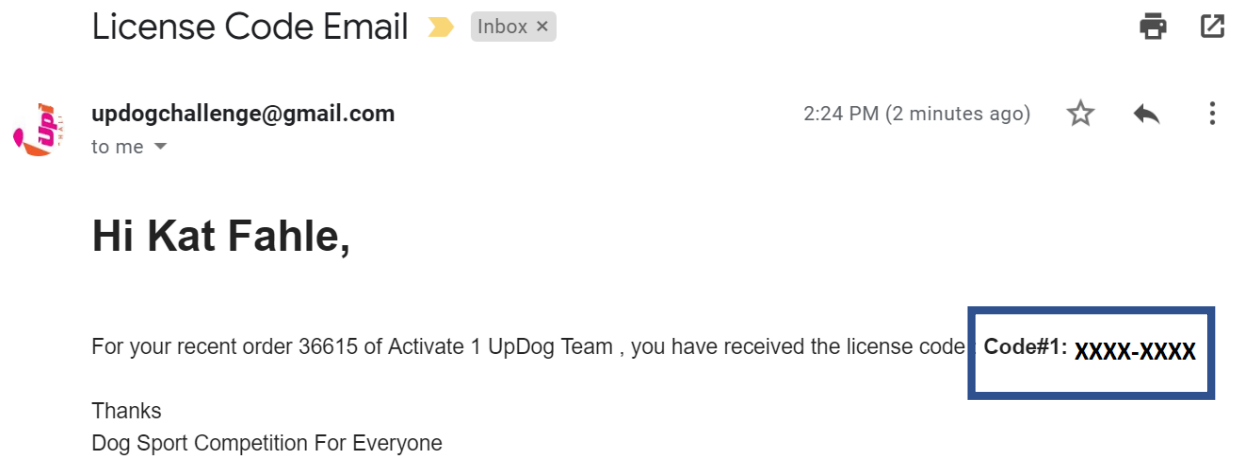 License Code Email Inbox ×
updogchallenge@gmail.com 2:24 PM (2 minutes ago)
to me
Up!
Hi Kat Fahle,
For your recent order 36615 of Activate 1 UpDog Team , you have received the license code : Code#1: XXXX-XXXX
Thanks
Dog Sport Competition For Everyone